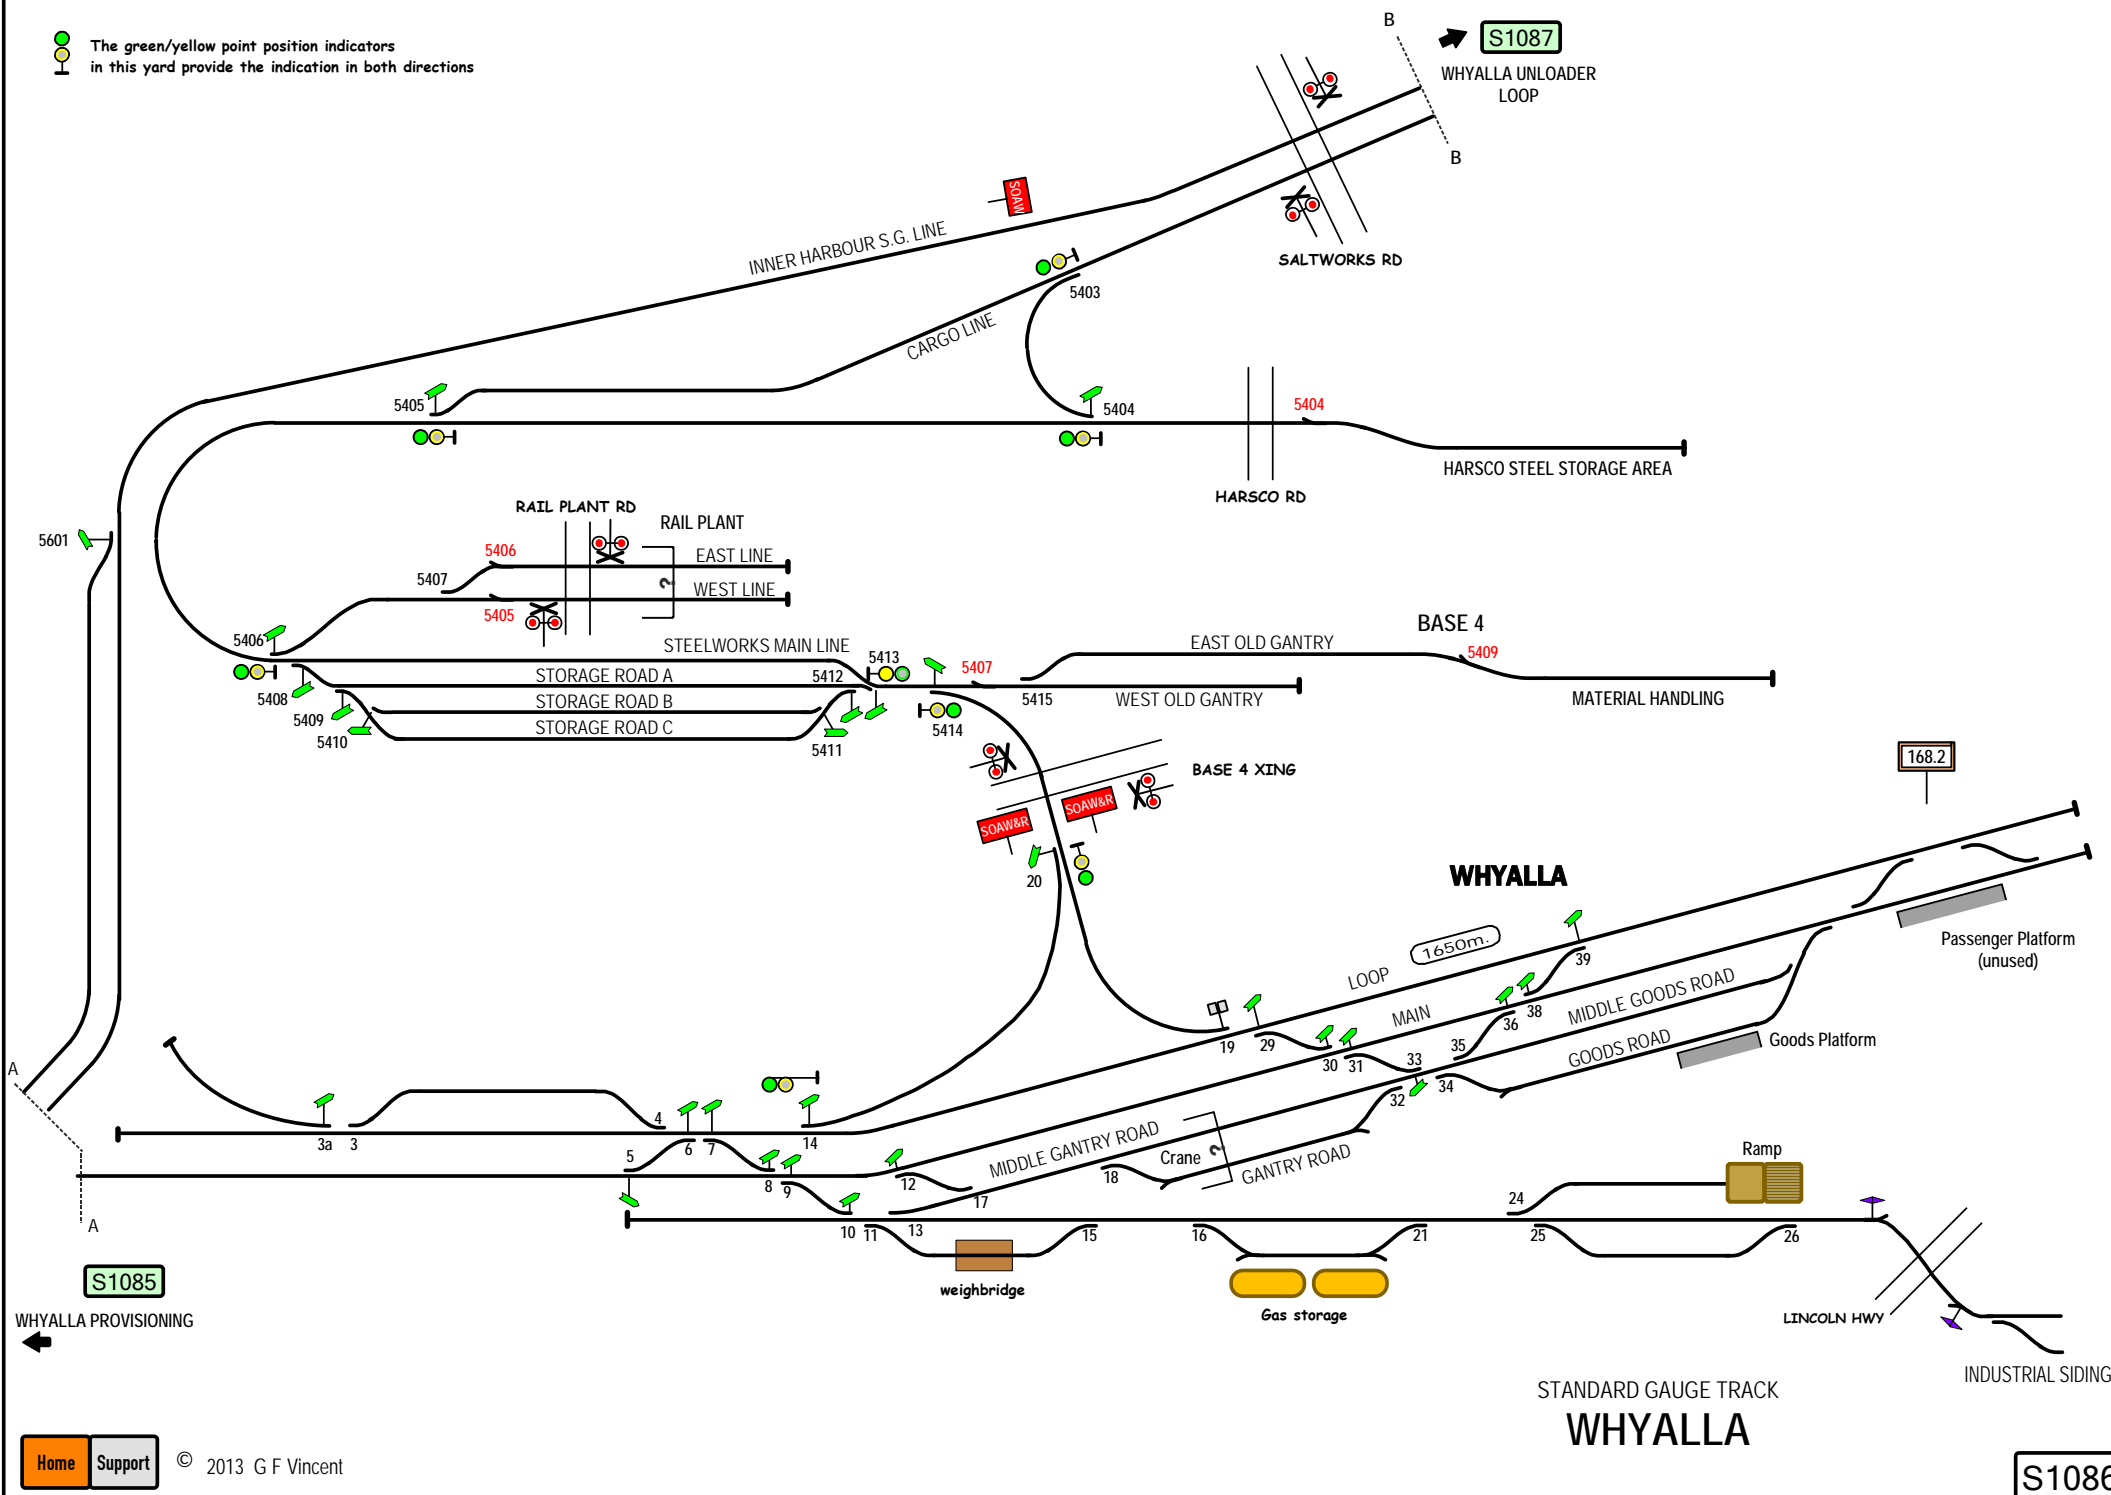 The green/yellow point position indicators
in this yard provide the indication in both directions
B
S1087
WHYALLA UNLOADER
LOOP
B
SOAW
INNER HARBOUR S.G. LINE
SALTWORKS RD
5403
CARGO LINE
5405
5404
5404
HARSCO STEEL STORAGE AREA
HARSCO RD
RAIL PLANT RD
RAIL PLANT
5601
5406
EAST LINE
5407
?
WEST LINE
5405
5406
STEELWORKS MAIN LINE
5413
5407
EAST OLD GANTRY
BASE 4
5409
STORAGE ROAD A
5412
5408
STORAGE ROAD B
5415
WEST OLD GANTRY
MATERIAL HANDLING
5409
STORAGE ROAD C
5414
5410
5411
BASE 4 XING
168.2
SOAW&R
SOAW&R
20
WHYALLA
1650m.
Passenger Platform
(unused)
39
LOOP
MIDDLE GOODS ROAD
MAIN
38
36
19
29
30
31
33
35
GOODS ROAD
Goods Platform
A
34
32
3a
3
4
6
7
14
MIDDLE GANTRY ROAD
?
Crane
GANTRY ROAD
Ramp
5
8
9
12
17
18
24
A
10
11
13
15
16
21
25
26
S1085
weighbridge
Gas storage
WHYALLA PROVISIONING
LINCOLN HWY
INDUSTRIAL SIDING
STANDARD GAUGE TRACK
WHYALLA
Home
Support
© 2013 G F Vincent
S1086